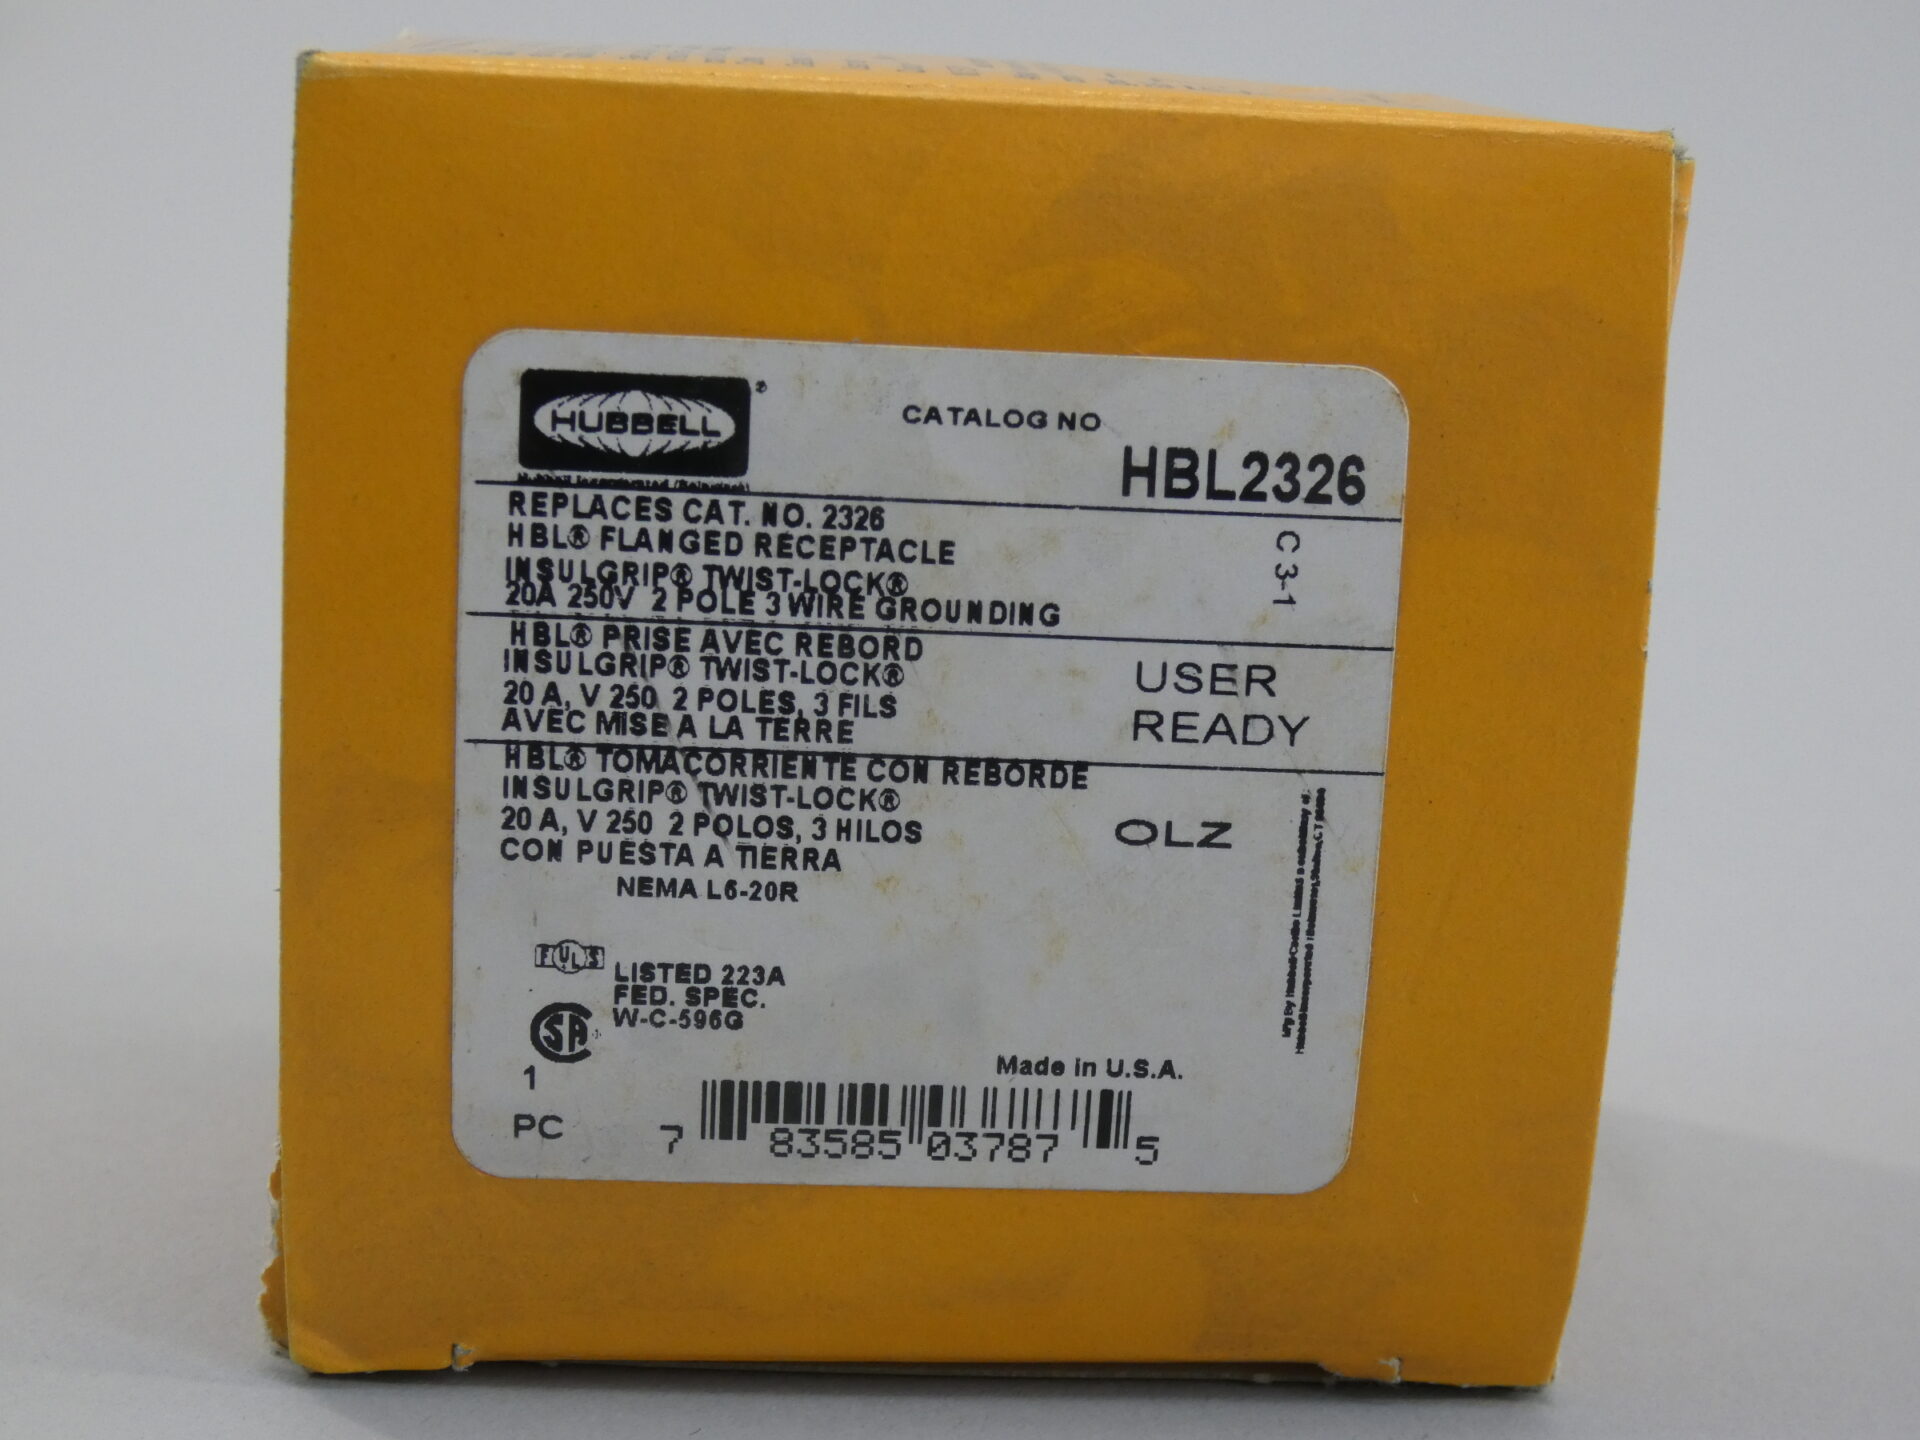 HUBBELL®
CATALOG NO
HBL2326
REPLACES CAT. NO. 2326
HBL® FLANGED RECEPTACLE
INSULGRIP® TWIST-LOCK®
20A 250V 2 POLE 3 WIRE GROUNDING
C 3-1
HBL® PRISE AVEC REBORD
INSULGRIP® TWIST-LOCK®
20 A, V 250 2 POLES, 3 FILS
AVEC MISE A LA TERRE
USER
READY
HBL® TOMACORRIENTE CON REBORDE
INSULGRIP® TWIST-LOCK®
20 A, V 250 2 POLOS, 3 HILOS
CON PUESTA A TIERRA
NEMA L6-20R
OLZ
UL
LISTED 223A
FED. SPEC.
W-C-596G
SA
Made in U.S.A.
1
PC
7 83585 03787 5